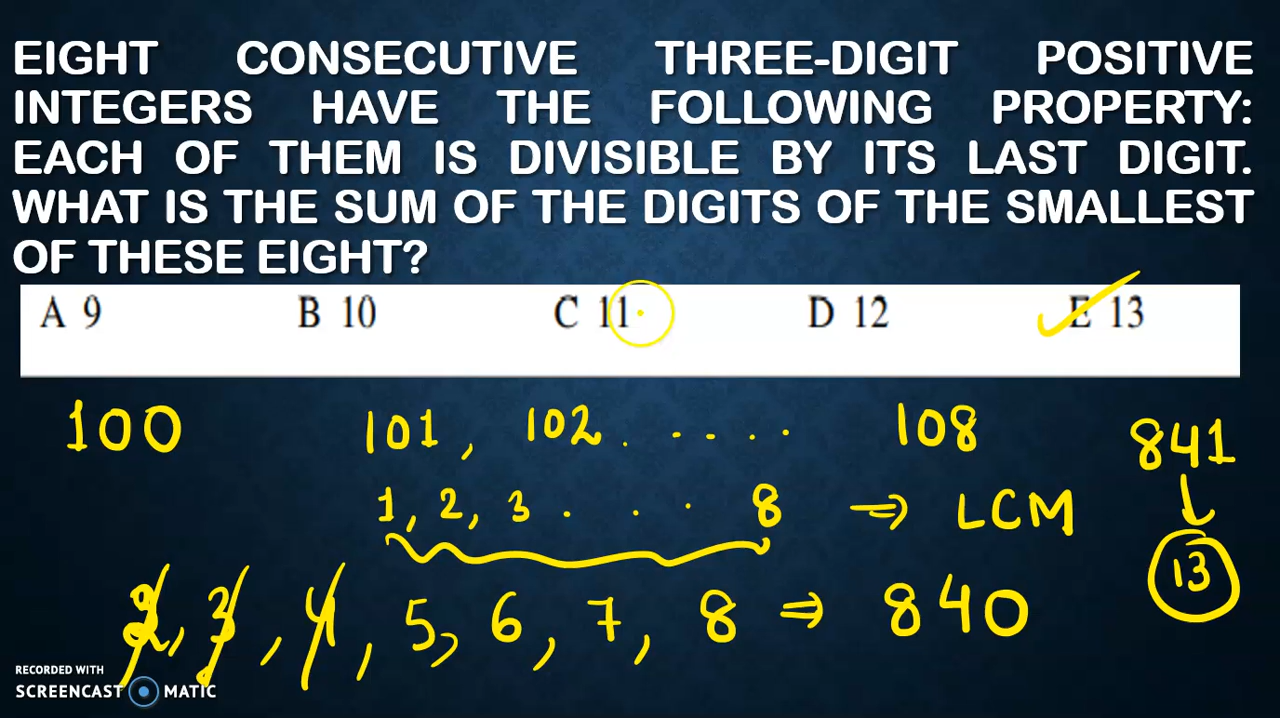 EIGHT CONSECUTIVE THREE-DIGIT POSITIVE
INTEGERS HAVE THE FOLLOWING PROPERTY:
EACH OF THEM IS DIVISIBLE BY ITS LAST DIGIT.
WHAT IS THE SUM OF THE DIGITS OF THE SMALLEST
OF THESE EIGHT?
A 9 B 10 C 11 D 12 E 13
100 101, 102. . . . . 108 841
1, 2, 3 . . . 8 ⇒ LCM
13
2, 3, 4, 5, 6, 7, 8 ⇒ 840
RECORDED WITH
SCREENCAST MATIC